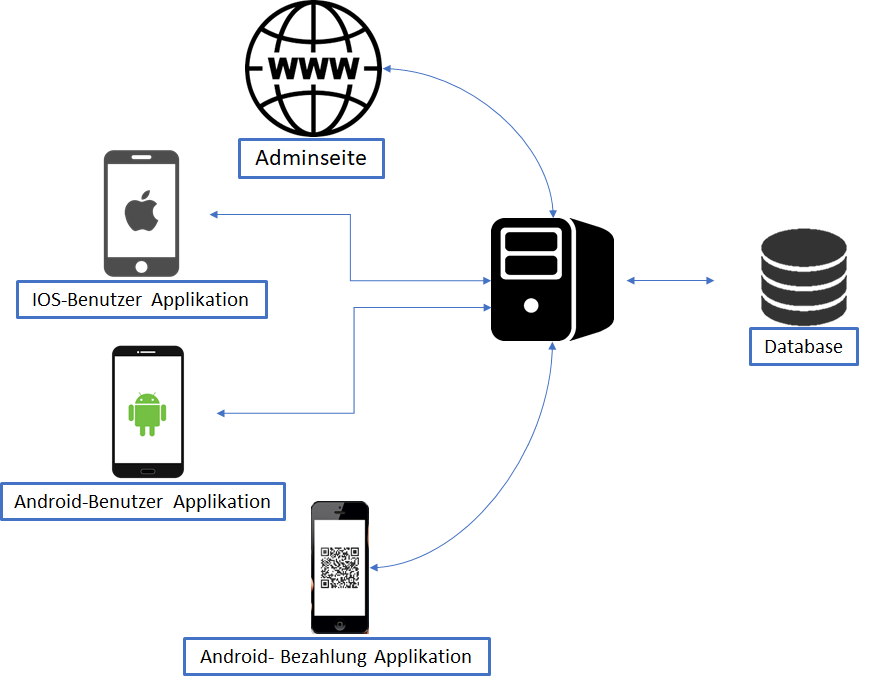 WWW
Adminseite
IOS-Benutzer Applikation
Database
Android-Benutzer Applikation
Android- Bezahlung Applikation